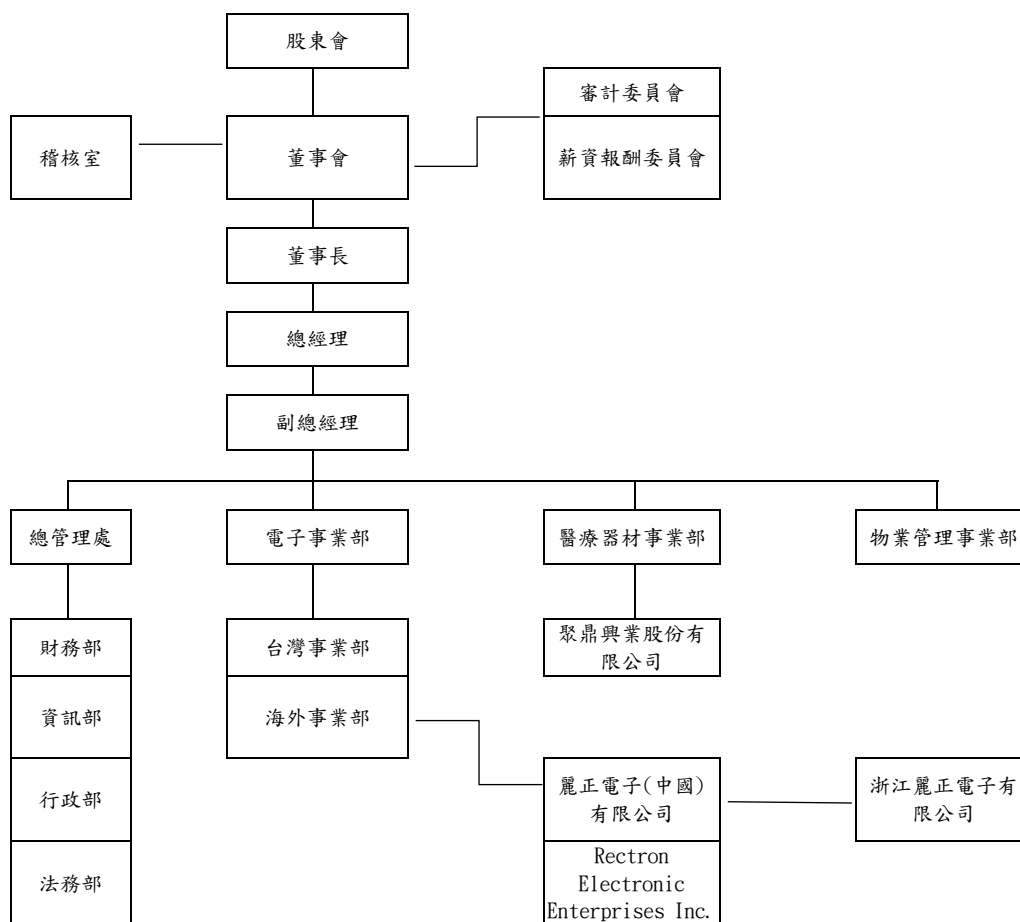 股東會
審計委員會
稽核室
董事會
薪資報酬委員會
董事長
總經理
副總經理
總管理處
電子事業部
醫療器材事業部
物業管理事業部
財務部
台灣事業部
聚鼎興業股份有
限公司
資訊部
海外事業部
行政部
麗正電子(中國)
有限公司
浙江麗正電子有
限公司
法務部
Rectron
Electronic
Enterprises Inc.